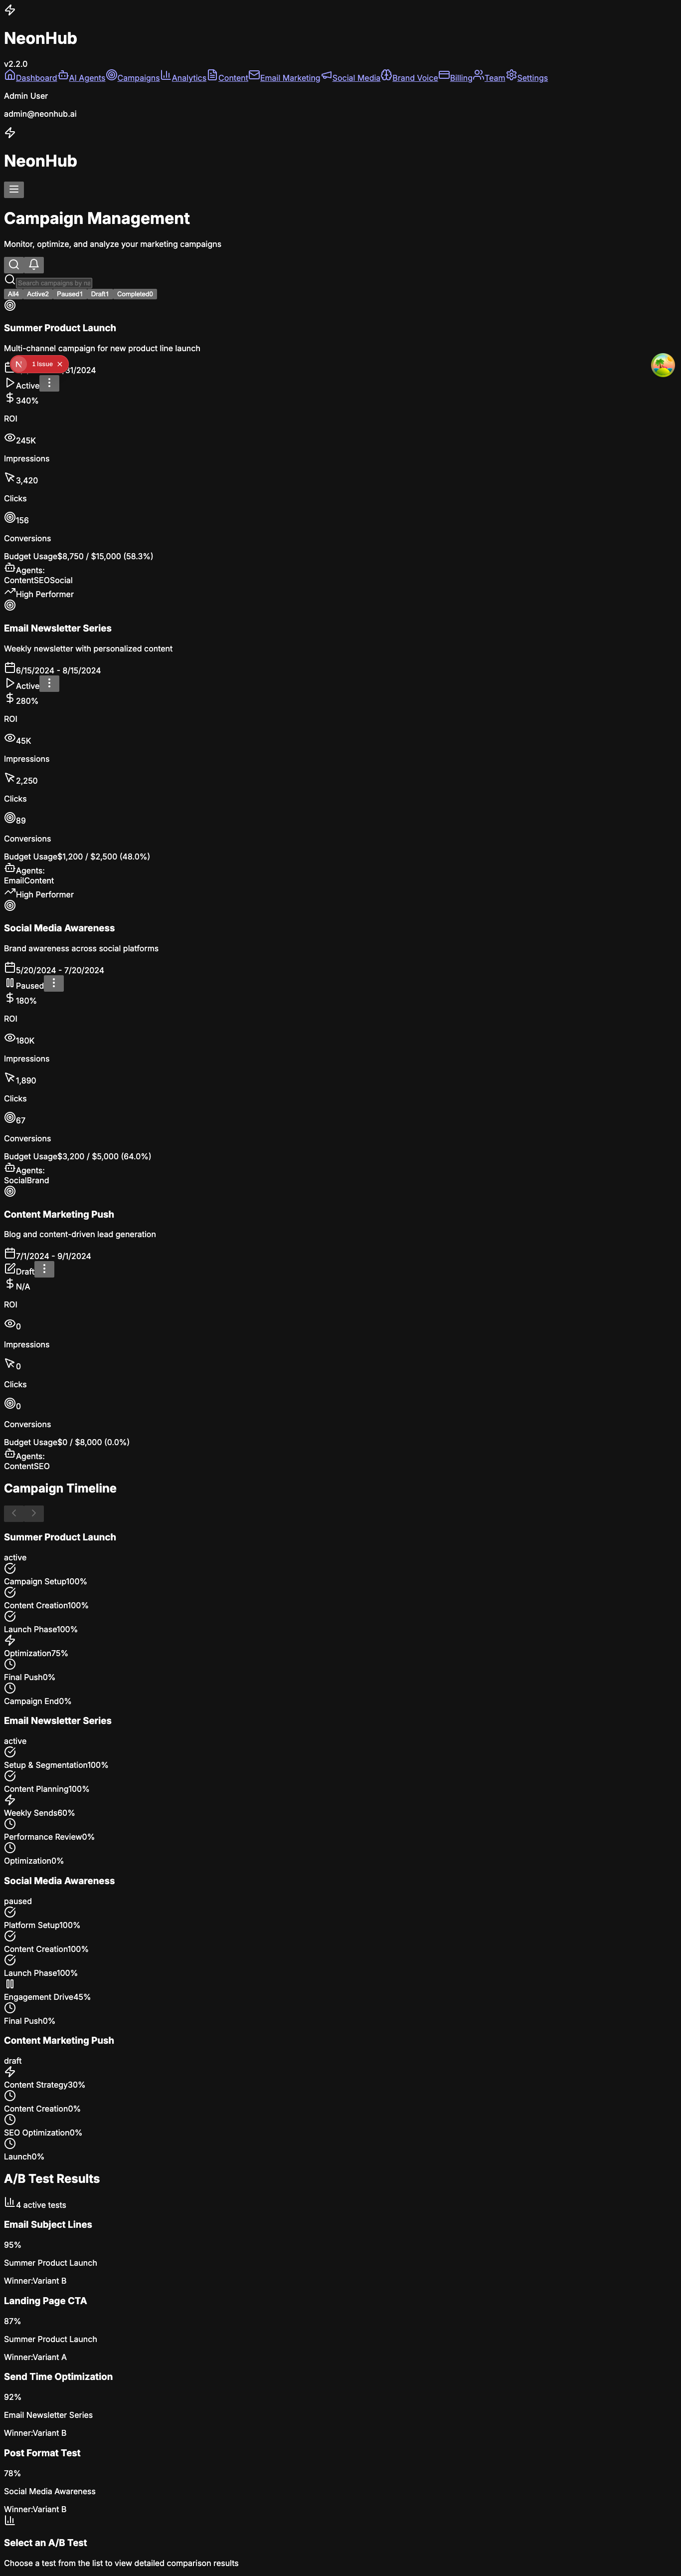 NeonHub
v2.2.0
Dashboard AI Agents Campaigns Analytics Content Email Marketing Social Media Brand Voice Billing Team Settings
Admin User
admin@neonhub.ai
NeonHub
Campaign Management
Monitor, optimize, and analyze your marketing campaigns
Search campaigns by na
All4 Active2 Paused1 Draft1 Completed0
Summer Product Launch
Multi-channel campaign for new product line launch
N 1 Issue 31/2024
Active
340%
ROI
245K
Impressions
3,420
Clicks
156
Conversions
Budget Usage$8,750 / $15,000 (58.3%)
Agents:
ContentSEOSocial
High Performer
Email Newsletter Series
Weekly newsletter with personalized content
6/15/2024 - 8/15/2024
Active
280%
ROI
45K
Impressions
2,250
Clicks
89
Conversions
Budget Usage$1,200 / $2,500 (48.0%)
Agents:
EmailContent
High Performer
Social Media Awareness
Brand awareness across social platforms
5/20/2024 - 7/20/2024
Paused
180%
ROI
180K
Impressions
1,890
Clicks
67
Conversions
Budget Usage$3,200 / $5,000 (64.0%)
Agents:
SocialBrand
Content Marketing Push
Blog and content-driven lead generation
7/1/2024 - 9/1/2024
Draft
N/A
ROI
0
Impressions
0
Clicks
0
Conversions
Budget Usage$0 / $8,000 (0.0%)
Agents:
ContentSEO
Campaign Timeline
Summer Product Launch
active
Campaign Setup100%
Content Creation100%
Launch Phase100%
Optimization75%
Final Push0%
Campaign End0%
Email Newsletter Series
active
Setup & Segmentation100%
Content Planning100%
Weekly Sends60%
Performance Review0%
Optimization0%
Social Media Awareness
paused
Platform Setup100%
Content Creation100%
Launch Phase100%
Engagement Drive45%
Final Push0%
Content Marketing Push
draft
Content Strategy30%
Content Creation0%
SEO Optimization0%
Launch0%
A/B Test Results
4 active tests
Email Subject Lines
95%
Summer Product Launch
Winner:Variant B
Landing Page CTA
87%
Summer Product Launch
Winner:Variant A
Send Time Optimization
92%
Email Newsletter Series
Winner:Variant B
Post Format Test
78%
Social Media Awareness
Winner:Variant B
Select an A/B Test
Choose a test from the list to view detailed comparison results